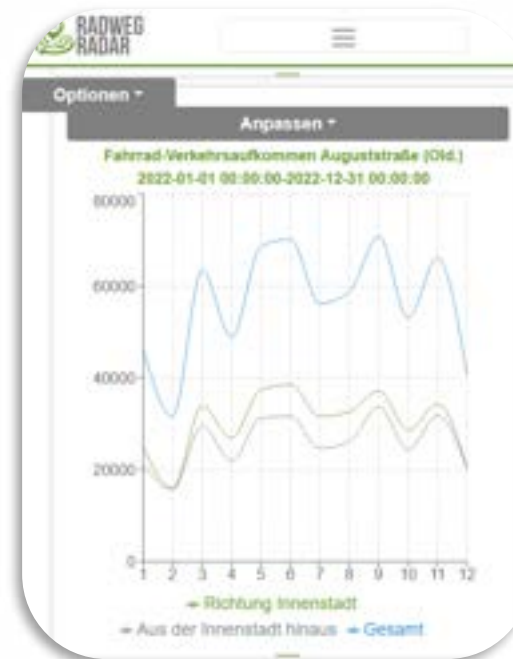 RADWEG
RADAR
Optionen
Anpassen
Fahrrad-Verkehrsaufkommen Auguststraße (Old.)
2022-01-01 00:00:00-2022-12-31 00:00:00
80000
60000
40000
20000
0
1 2 3 4 5 6 7 8 9 10 11 12
Richtung Innenstadt
Aus der Innenstadt hinaus Gesamt